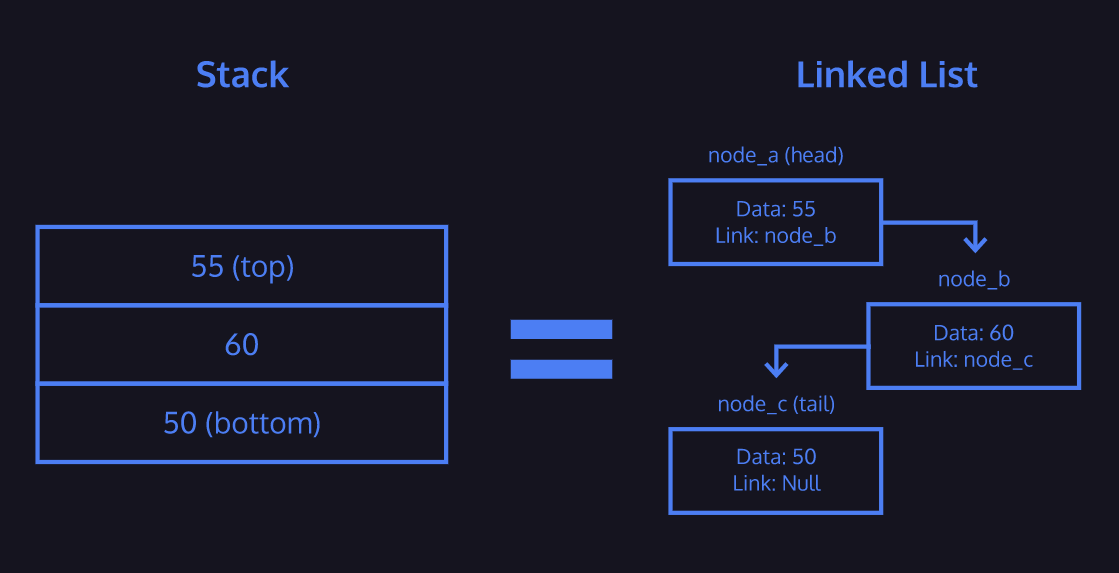 Stack
Linked List
55 (top)
60
50 (bottom)
node_a (head)
Data: 55
Link: node_b
node_b
Data: 60
Link: node_c
node_c (tail)
Data: 50
Link: Null